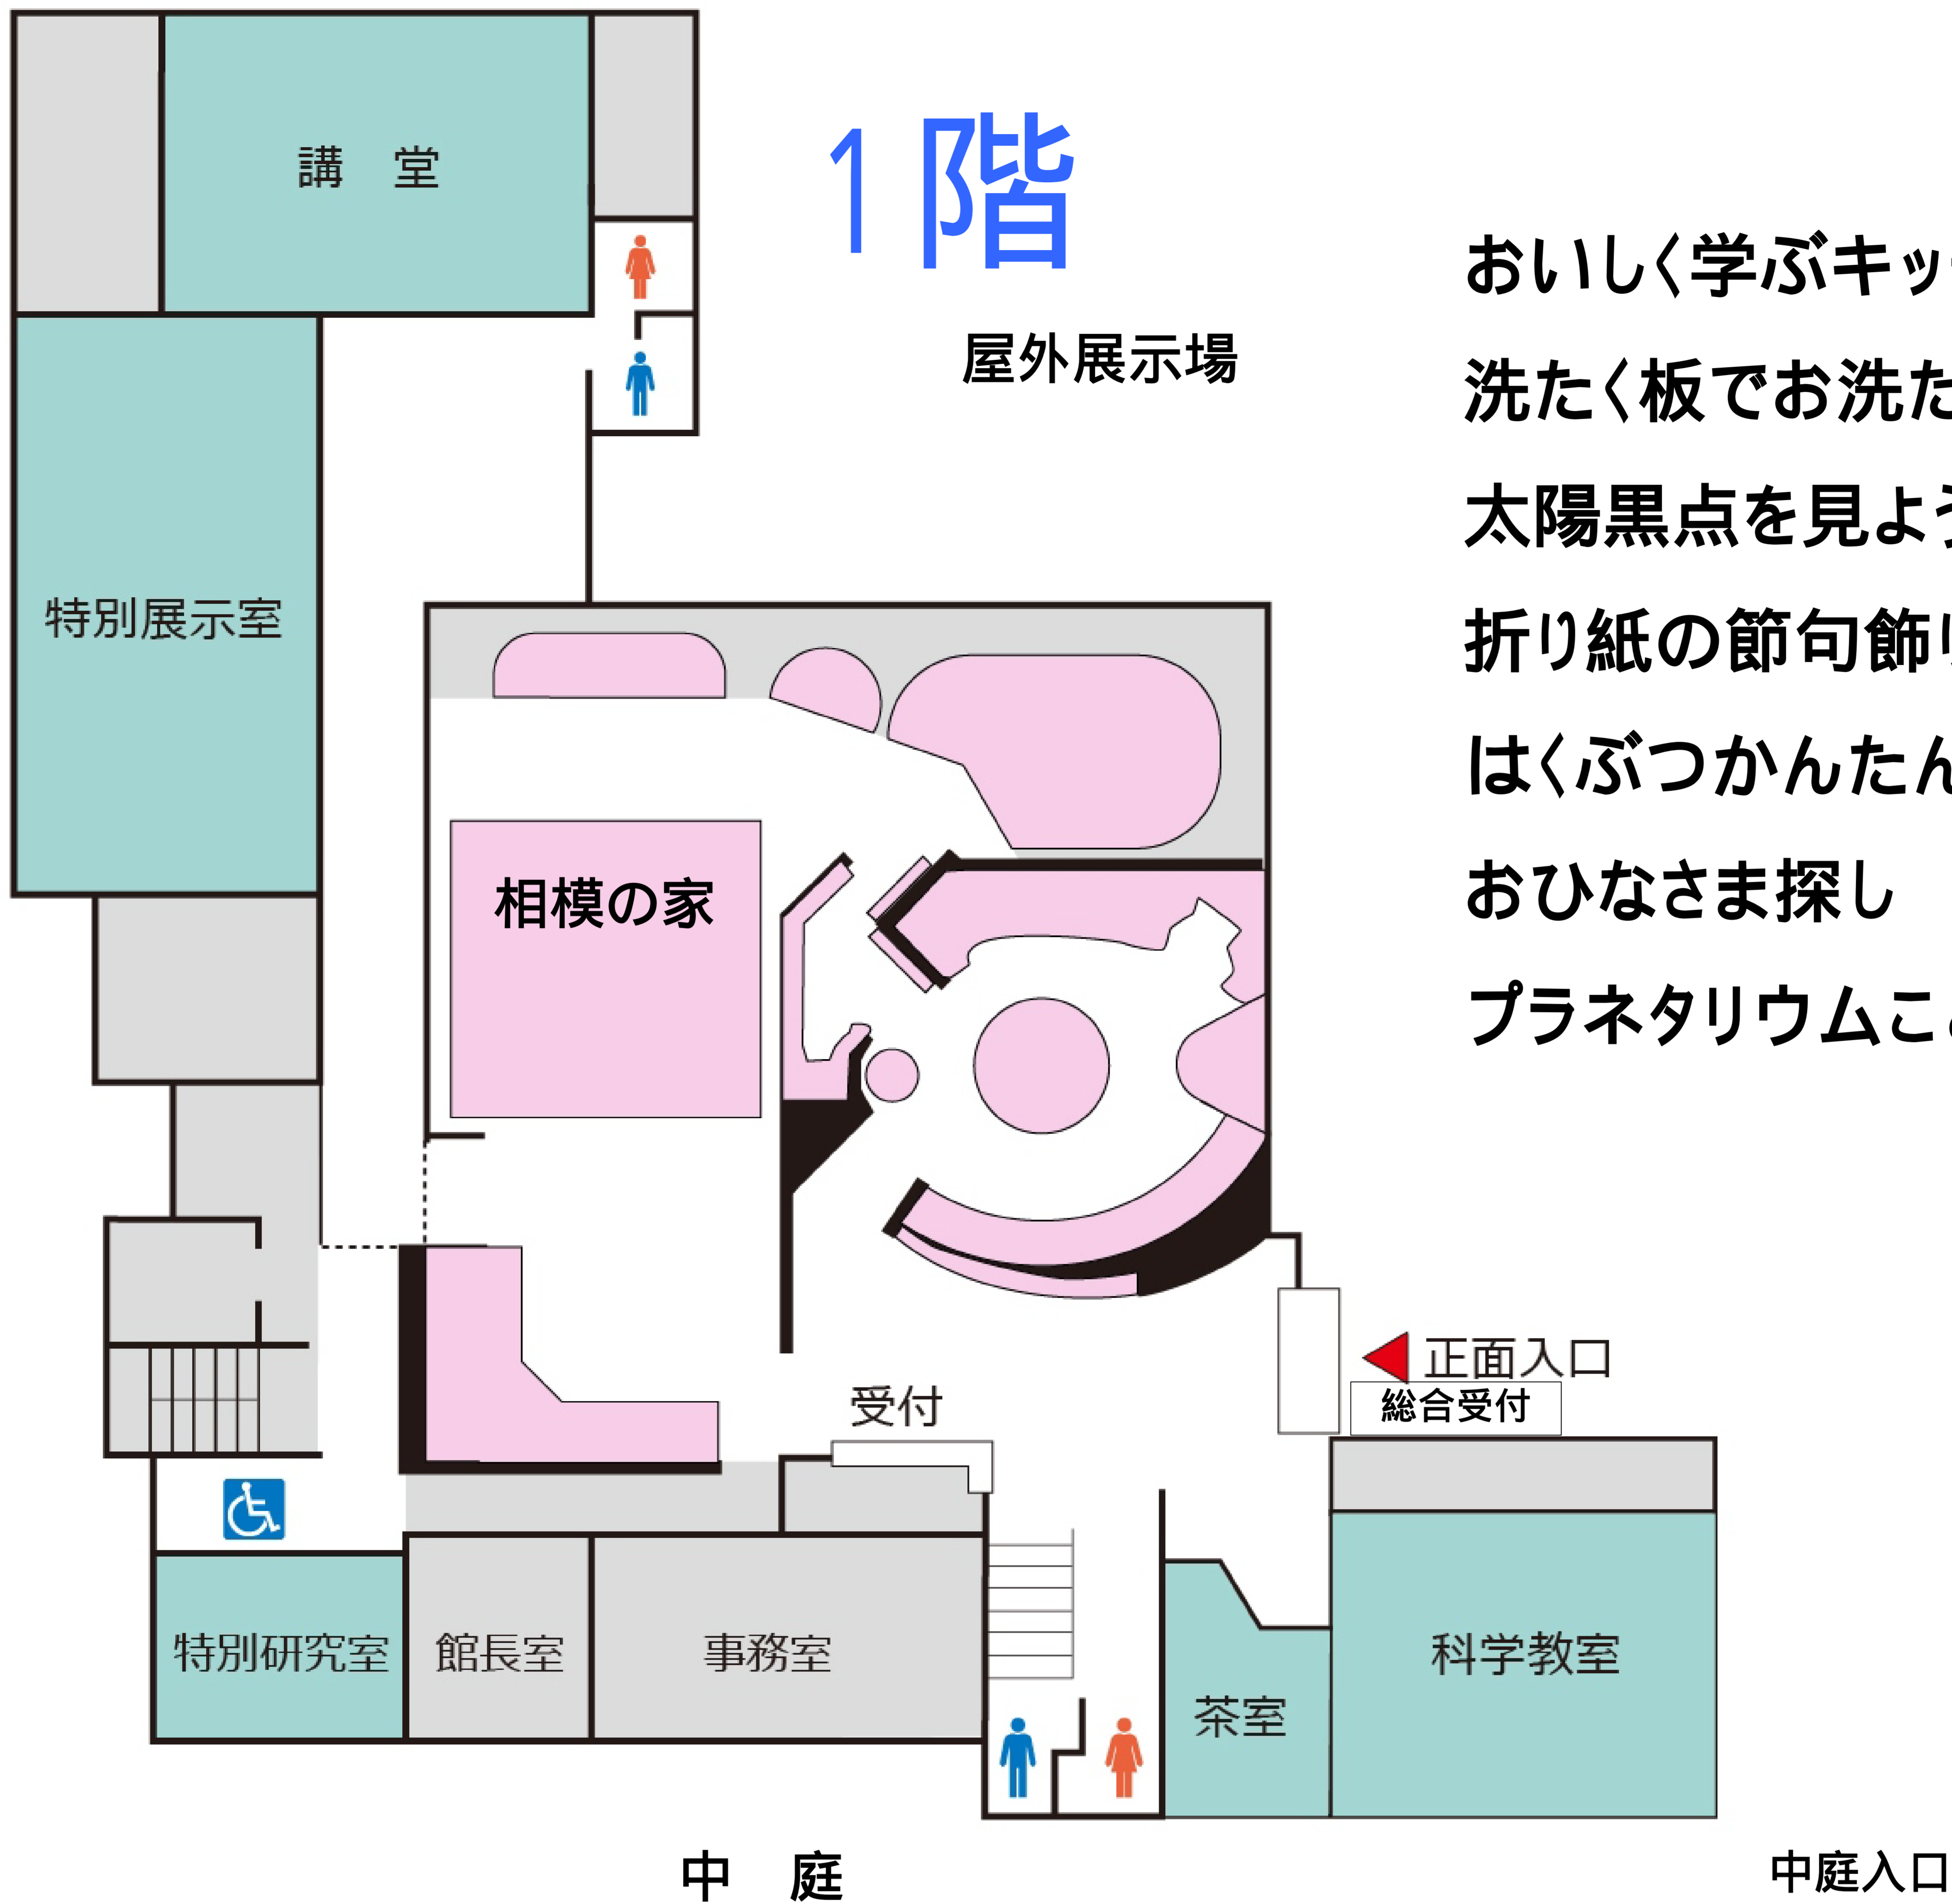 1階
講　堂
屋外展示場
おいしく学ぶキッ
洗たく板でお洗た
太陽黒点を見よう
折り紙の節句飾り
はくぶつかんたん
おひなさま探し
プラネタリウムこ
特別展示室
相模の家
正面入口
総合受付
受付
特別研究室
館長室
事務室
科学教室
茶室
中　庭
中庭入口